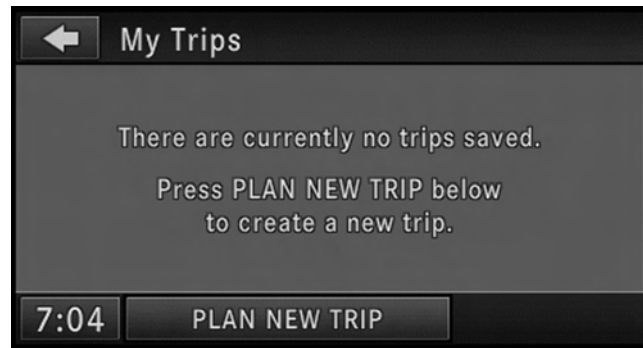 My Trips
There are currently no trips saved.
Press PLAN NEW TRIP below
to create a new trip.
7:04
PLAN NEW TRIP